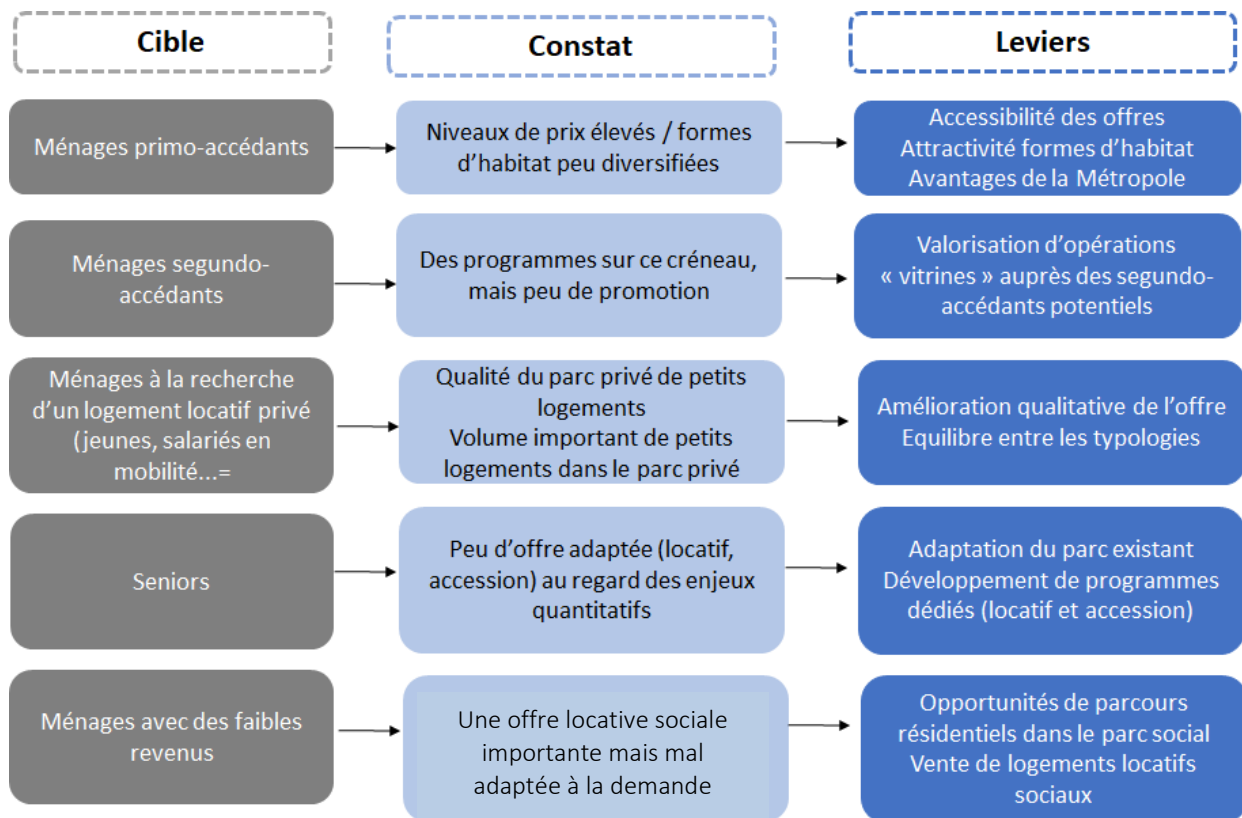 Cible
Constat
Leviers
Ménages primo-accédants
Niveaux de prix élevés / formes
d’habitat peu diversifiées
Accessibilité des offres
Attractivité formes d’habitat
Avantages de la Métropole
Ménages segundo-
accédants
Des programmes sur ce créneau,
mais peu de promotion
Valorisation d’opérations
« vitrines » auprès des segundo-
accédants potentiels
Ménages à la recherche
d’un logement locatif privé
(jeunes, salariés en
mobilité...=
Qualité du parc privé de petits
logements
Volume important de petits
logements dans le parc privé
Amélioration qualitative de l’offre
Equilibre entre les typologies
Seniors
Peu d’offre adaptée (locatif,
accession) au regard des enjeux
quantitatifs
Adaptation du parc existant
Développement de programmes
dédiés (locatif et accession)
Ménages avec des faibles
revenus
Une offre locative sociale
importante mais mal
adaptée à la demande
Opportunités de parcours
résidentiels dans le parc social
Vente de logements locatifs
sociaux